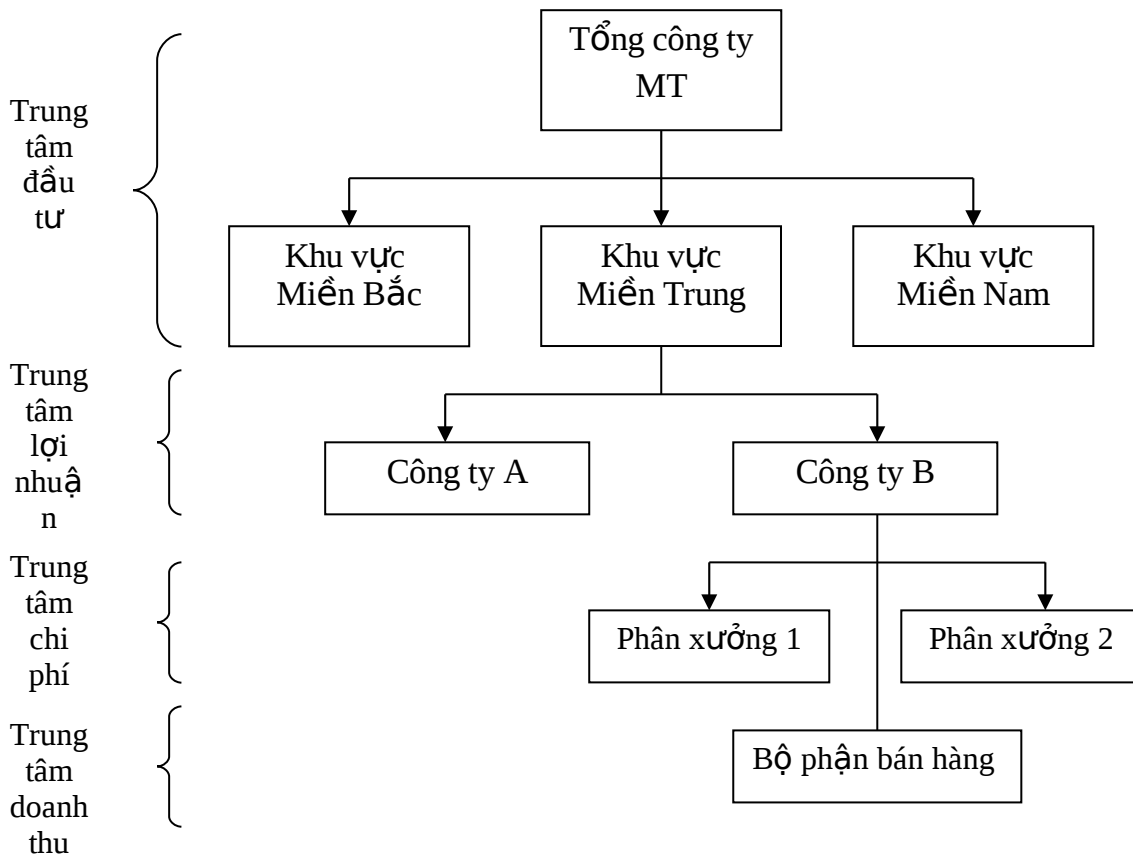 Tổng công ty
MT
Trung
tâm
đầu
tư
Khu vực
Miền Bắc
Khu vực
Miền Trung
Khu vực
Miền Nam
Trung
tâm
lợi
nhuậ
n
Công ty A
Công ty B
Trung
tâm
chi
phí
Phân xưởng 1
Phân xưởng 2
Trung
tâm
doanh
thu
Bộ phận bán hàng